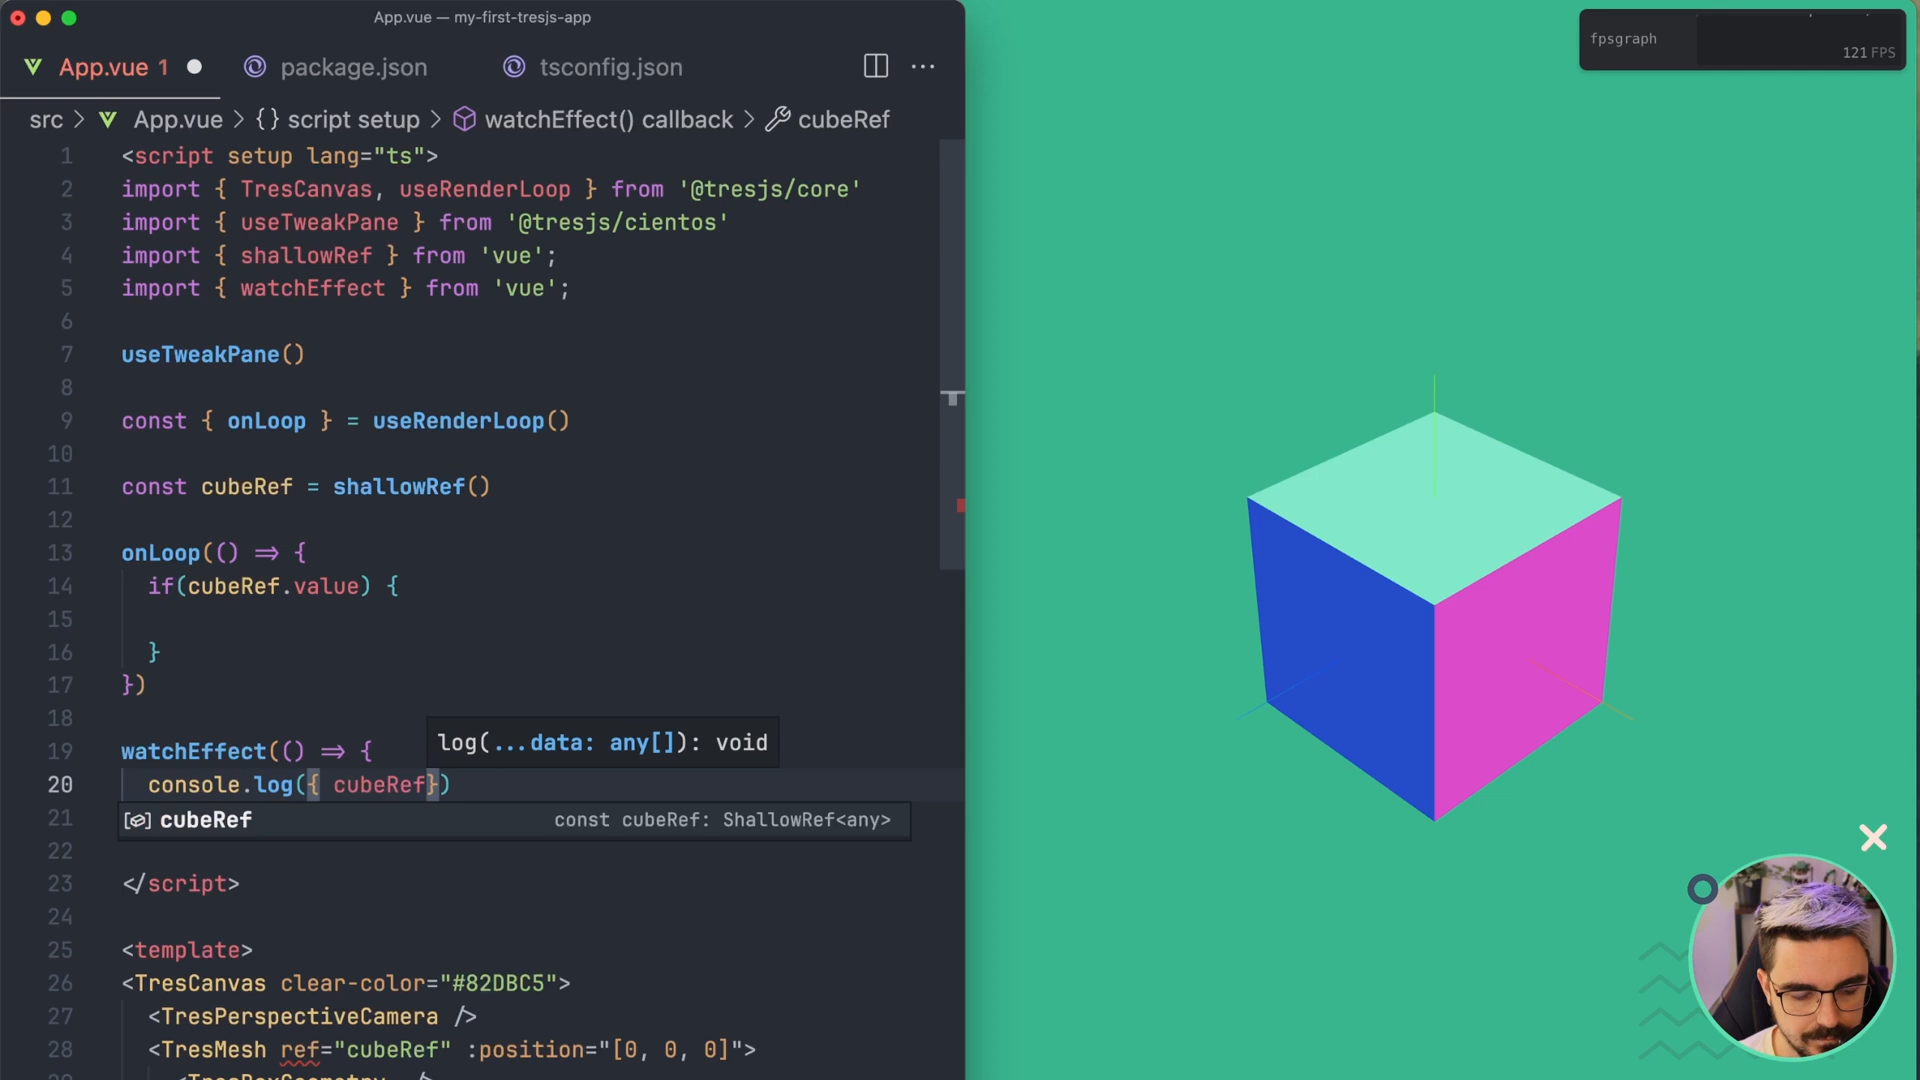 App.vue — my-first-tresjs-app
App.vue 1
package.json
tsconfig.json
src > App.vue > {} script setup > watchEffect() callback > cubeRef
1 <script setup lang="ts">
2 import { TresCanvas, useRenderLoop } from '@tresjs/core'
3 import { useTweakPane } from '@tresjs/cientos'
4 import { shallowRef } from 'vue';
5 import { watchEffect } from 'vue';
6
7 useTweakPane()
8
9 const { onLoop } = useRenderLoop()
10
11 const cubeRef = shallowRef()
12
13 onLoop(() => {
14 if(cubeRef.value) {
15
16 }
17 })
18
log(...data: any[]): void
19 watchEffect(() => {
20 console.log({ cubeRef})
21 cubeRef const cubeRef: ShallowRef<any>
22
23 </script>
24
25 <template>
26 <TresCanvas clear-color="#82DBC5">
27 <TresPerspectiveCamera />
28 <TresMesh ref="cubeRef" :position="[0, 0, 0]">
fpsgraph
121 FPS